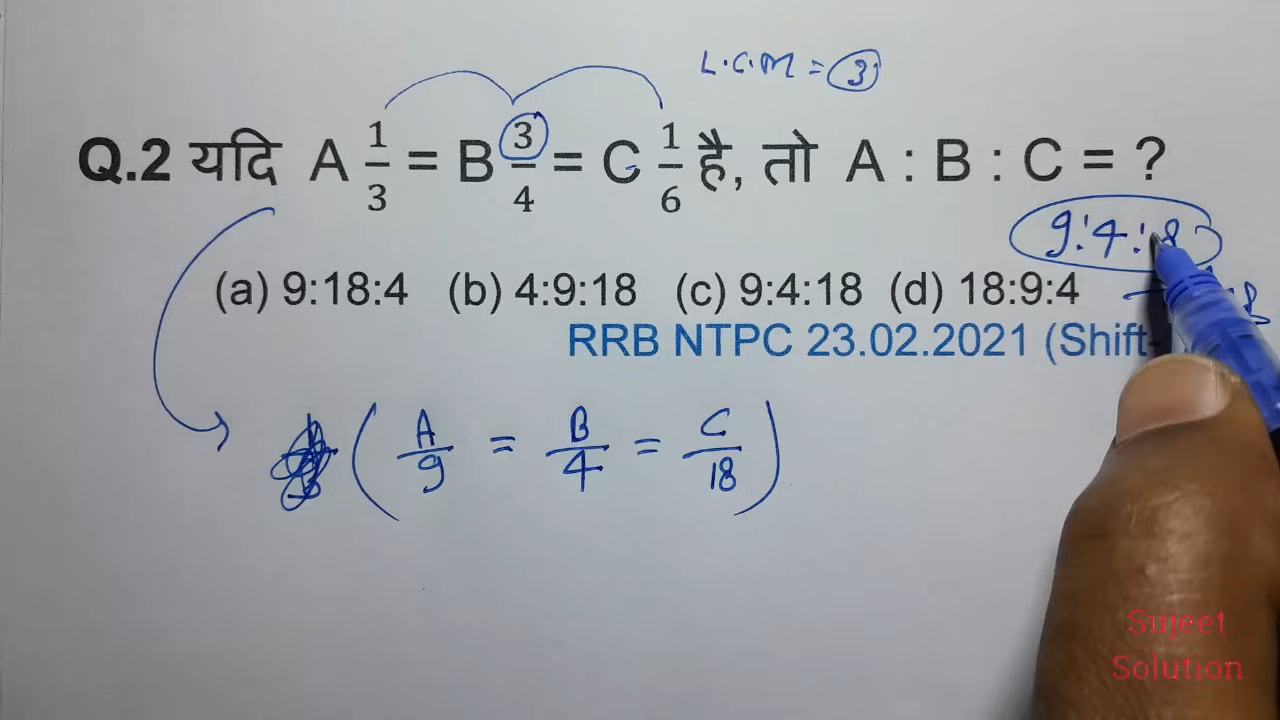 L.C.M = 3
Q.2 यदि A 1/3 = B 3/4 = C 1/6 है, तो A : B : C = ?
9:4:18
(a) 9:18:4 (b) 4:9:18 (c) 9:4:18 (d) 18:9:4
RRB NTPC 23.02.2021 (Shift-
( A/9 = B/4 = C/18 )
Sujeet
Solution